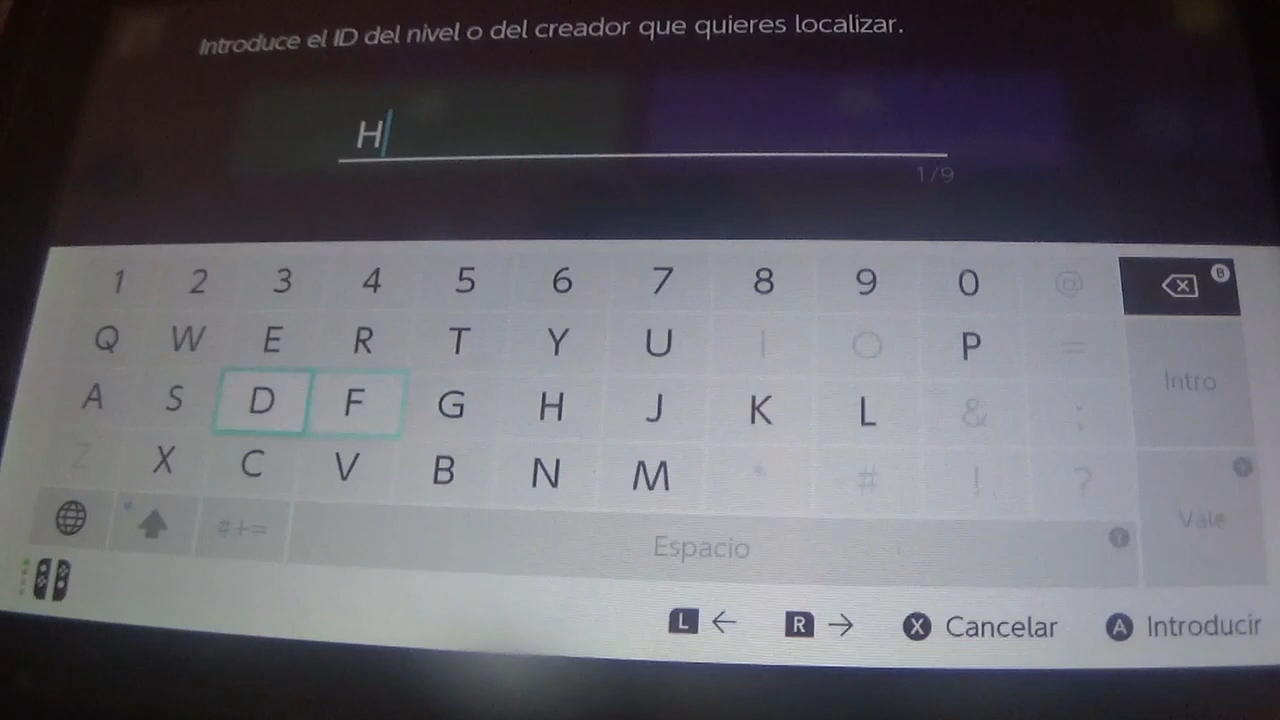 Introduce el ID del nivel o del creador que quieres localizar.
H
1/9
1 2 3 4 5 6 7 8 9 0 @ B
Q W E R T Y U I O P =
Intro
A S D F G H J K L & ;
Z X C V B N M * # ! ?
Vale
#+= Espacio Y
L ← R → X Cancelar A Introducir